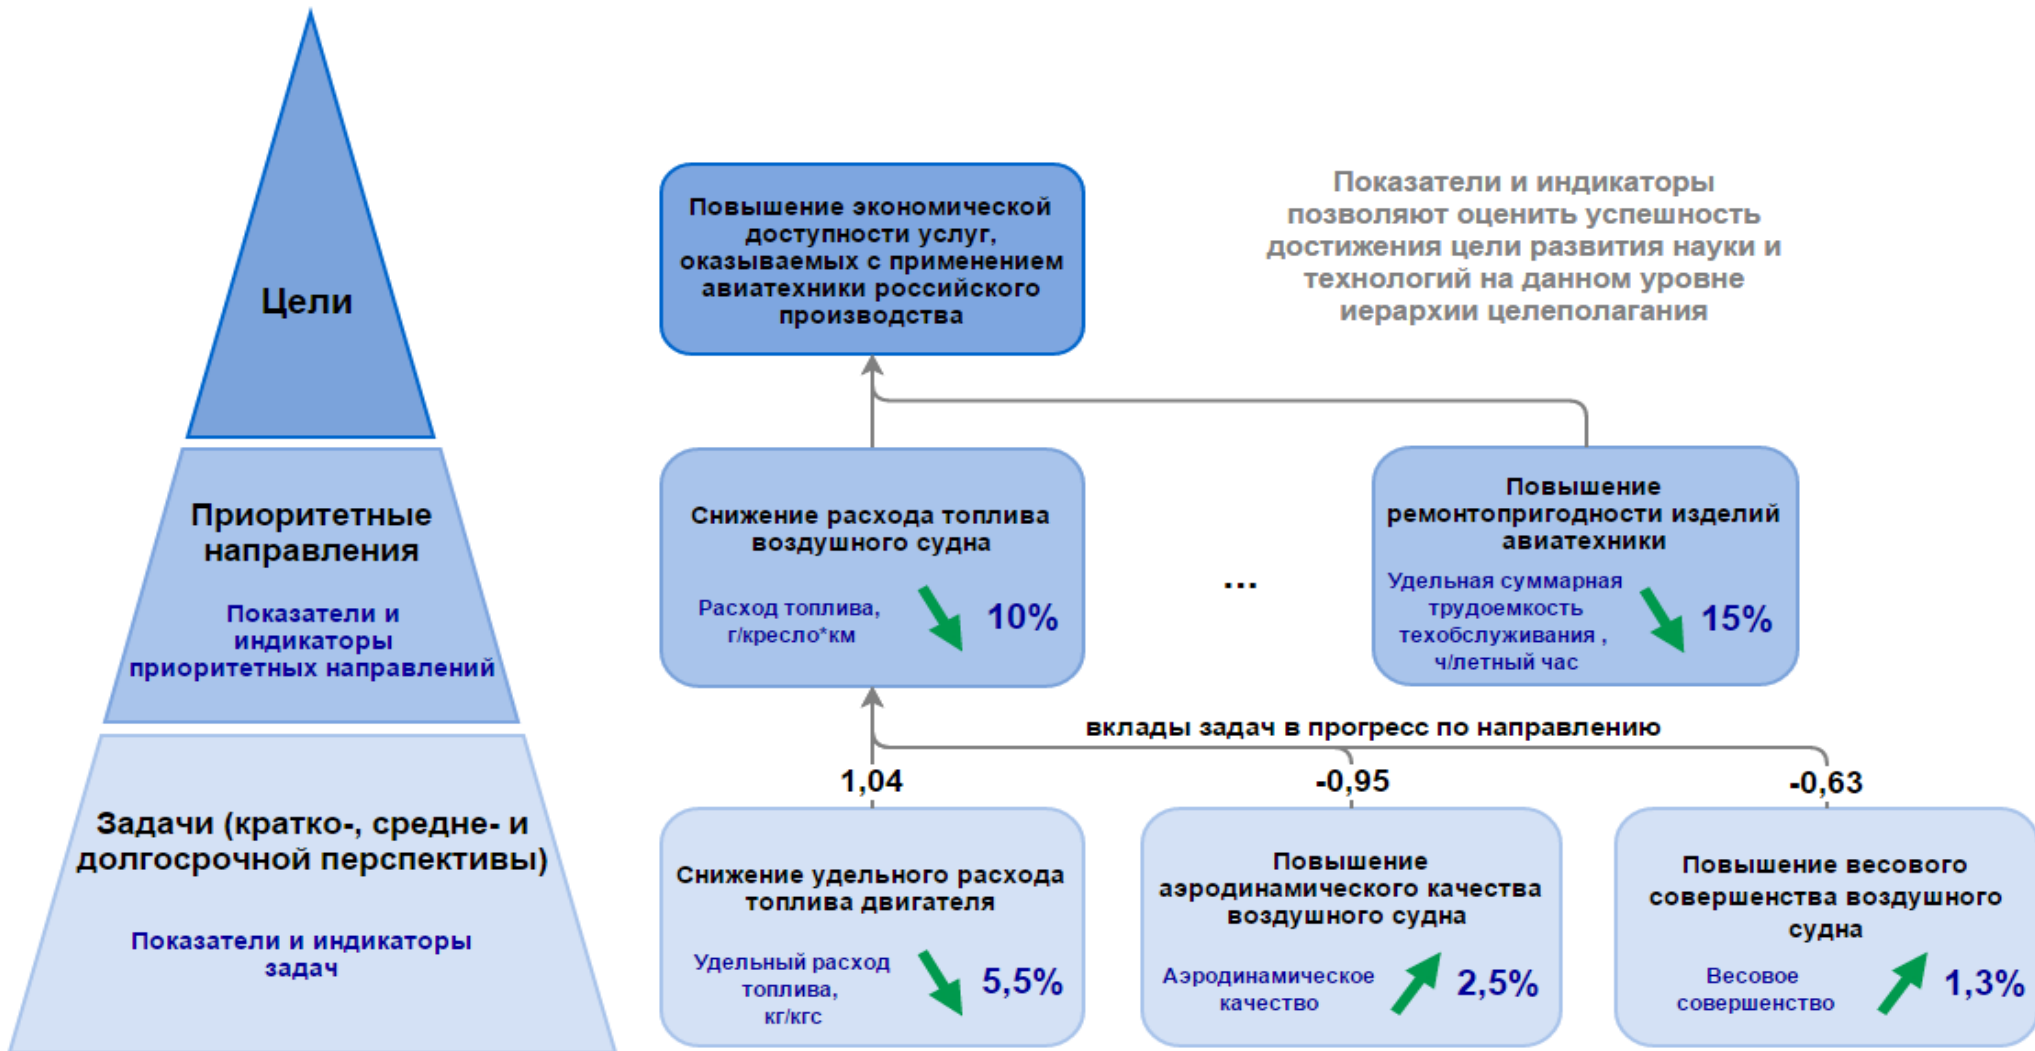 Цели
Приоритетные
направления
Показатели и
индикаторы
приоритетных направлений
Задачи (кратко-, средне- и
долгосрочной перспективы)
Показатели и индикаторы
задач
Повышение экономической
доступности услуг,
оказываемых с применением
авиатехники российского
производства
Показатели и индикаторы
позволяют оценить успешность
достижения цели развития науки и
технологий на данном уровне
иерархии целеполагания
Снижение расхода топлива
воздушного судна
Расход топлива,
г/кресло*км
10%
...
Повышение
ремонтопригодности изделий
авиатехники
Удельная суммарная
трудоемкость
техобслуживания ,
ч/летный час
15%
вклады задач в прогресс по направлению
1,04
-0,95
-0,63
Снижение удельного расхода
топлива двигателя
Удельный расход
топлива,
кг/кгс
5,5%
Повышение
аэродинамического качества
воздушного судна
Аэродинамическое
качество
2,5%
Повышение весового
совершенства воздушного
судна
Весовое
совершенство
1,3%